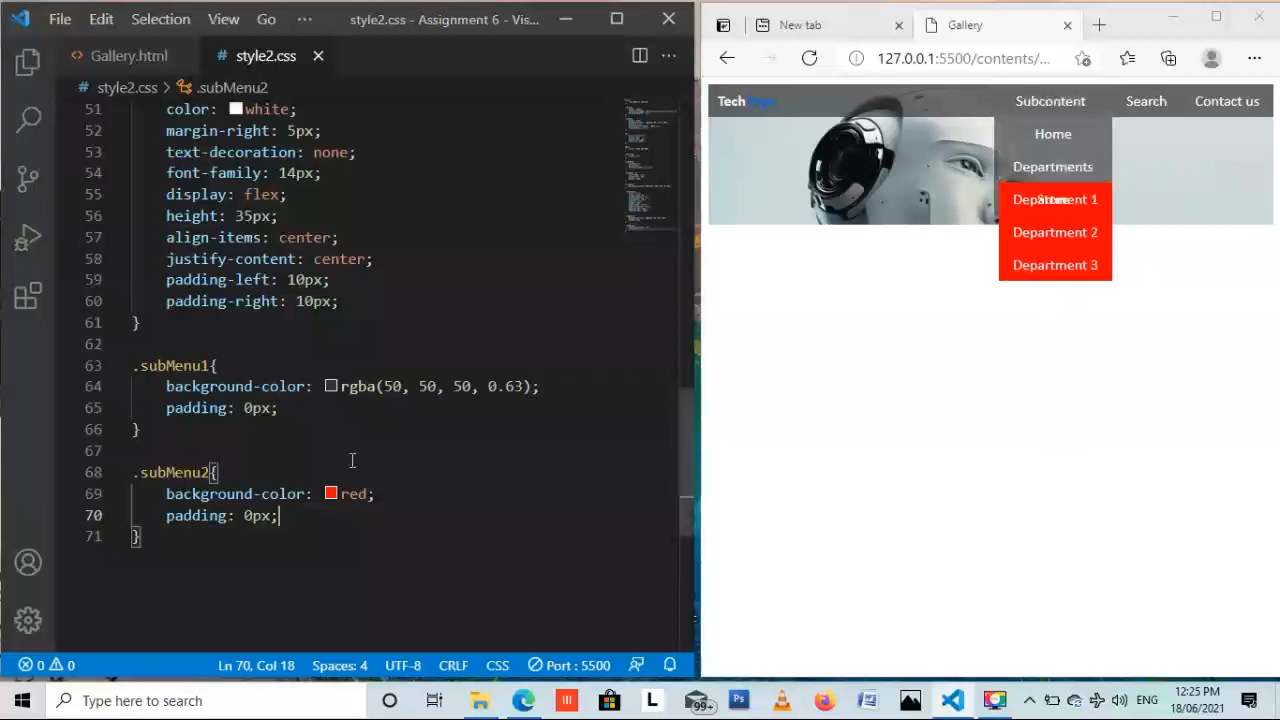 File Edit Selection View Go ··· style2.css - Assignment 6 - Vis...
Gallery.html # style2.css
# style2.css > .subMenu2
51 color: white;
52 margin-right: 5px;
53 text-decoration: none;
54 font-family: 14px;
55 display: flex;
56 height: 35px;
57 align-items: center;
58 justify-content: center;
59 padding-left: 10px;
60 padding-right: 10px;
61 }
62
63 .subMenu1{
64 background-color: rgba(50, 50, 50, 0.63);
65 padding: 0px;
66 }
67
68 .subMenu2{
69 background-color: red;
70 padding: 0px;
71 }
0 0 Ln 70, Col 18 Spaces: 4 UTF-8 CRLF CSS Port : 5500
New tab Gallery
127.0.0.1:5500/contents/...
Tech Subcontent Search Contact us
Home
Departments
Department 1
Store
Department 2
Department 3
Type here to search L 99+ Ps ENG 12:25 PM
18/06/2021